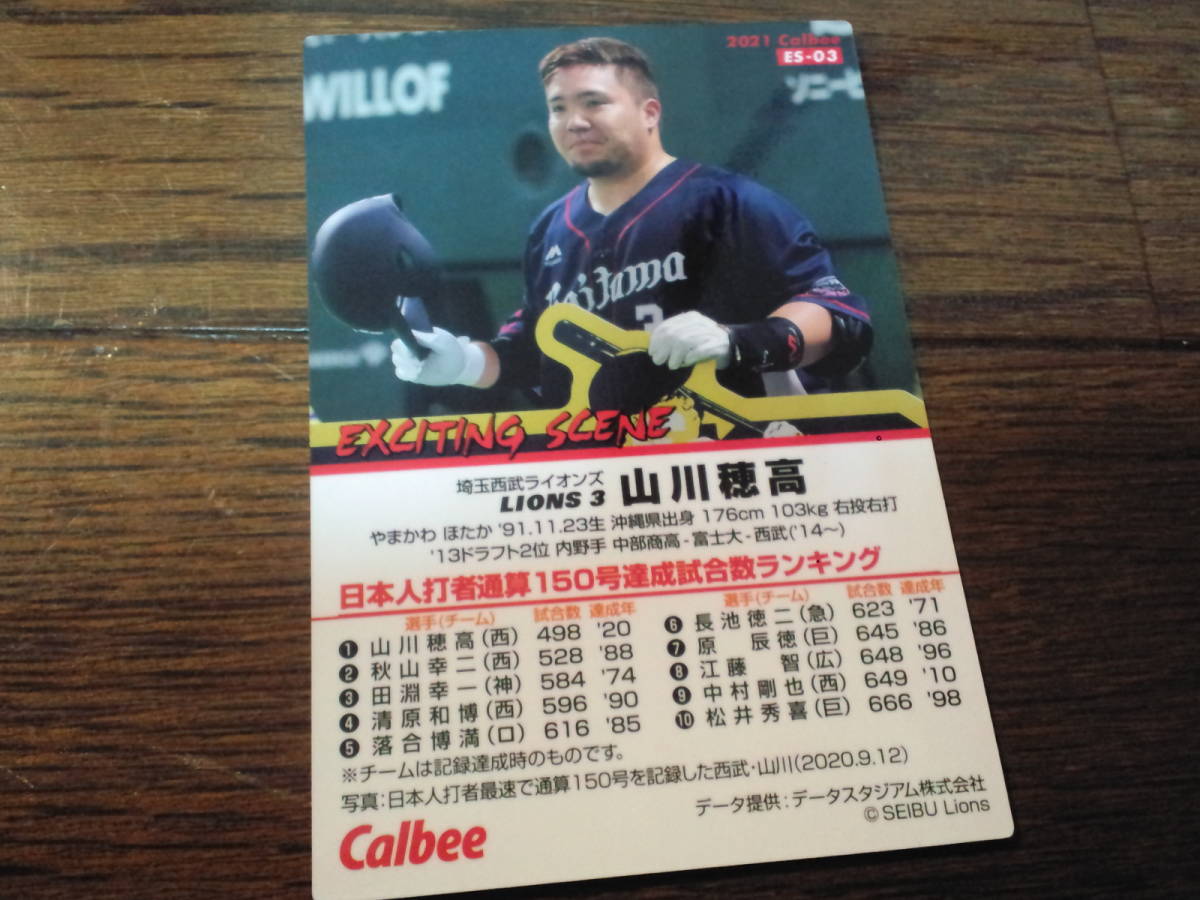 2021 Calbee
ES-03
WILLOF
ソニー
3
EXCITING SCENE
埼玉西武ライオンズ
LIONS 3 山川穂高
やまかわ ほたか '91.11.23生 沖縄県出身 176cm 103kg 右投右打
'13ドラフト2位 内野手 中部商高-富士大-西武('14〜)
日本人打者通算150号達成試合数ランキング
選手(チーム) 試合数 達成年
❶ 山川穂高(西) 498 '20
❷ 秋山幸二(西) 528 '88
❸ 田淵幸一(神) 584 '74
❹ 清原和博(西) 596 '90
❺ 落合博満(ロ) 616 '85
選手(チーム) 試合数 達成年
❻ 長池徳二(急) 623 '71
❼ 原 辰徳(巨) 645 '86
❽ 江藤 智(広) 648 '96
❾ 中村剛也(西) 649 '10
❿ 松井秀喜(巨) 666 '98
※チームは記録達成時のものです。
写真:日本人打者最速で通算150号を記録した西武・山川(2020.9.12)
データ提供:データスタジアム株式会社
© SEIBU Lions
Calbee